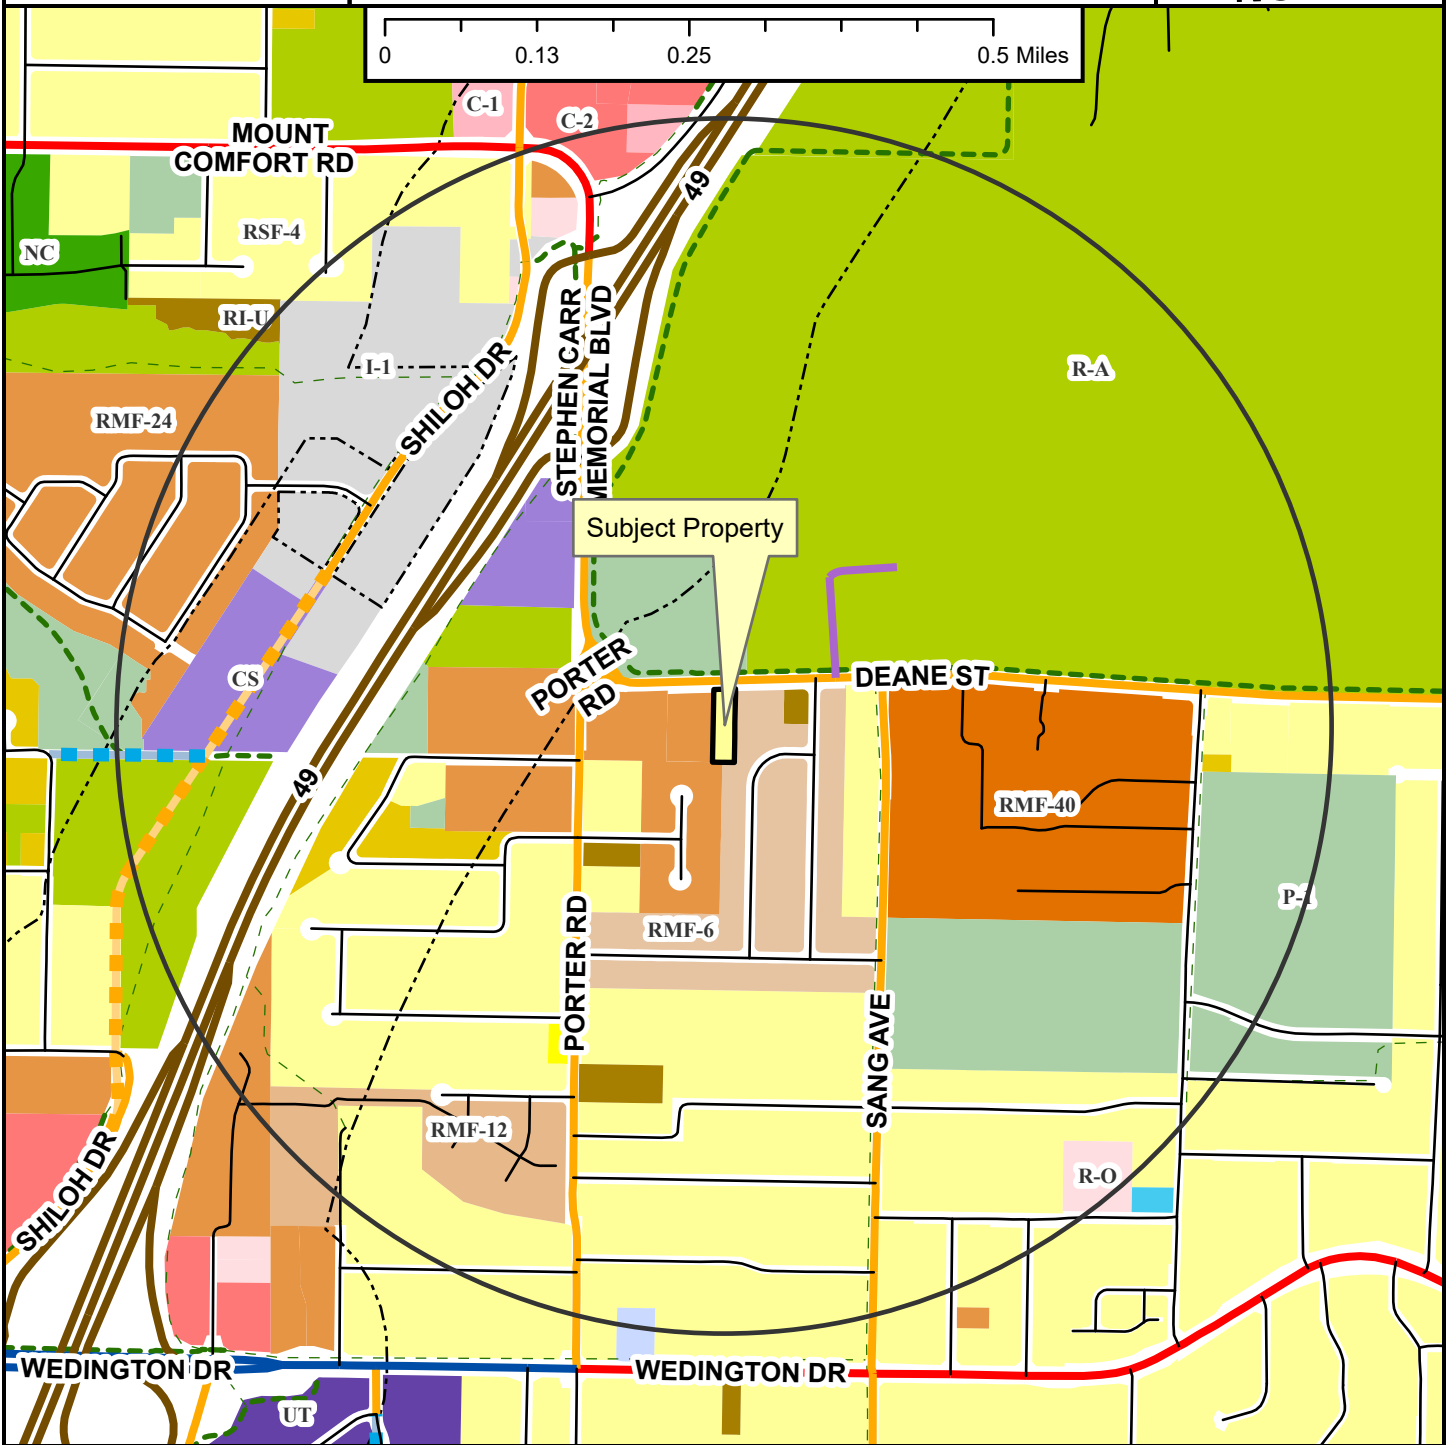 0 0.13 0.25 0.5 Miles
C-1
C-2
MOUNT
COMFORT RD
49
RSF-4
NC
RI-U
I-1
SHILOH DR
STEPHEN CARR
MEMORIAL BLVD
R-A
RMF-24
Subject Property
PORTER
RD
DEANE ST
CS
49
RMF-40
P-1
RMF-6
PORTER RD
SANG AVE
RMF-12
R-O
SHILOH DR
WEDINGTON DR
WEDINGTON DR
UT